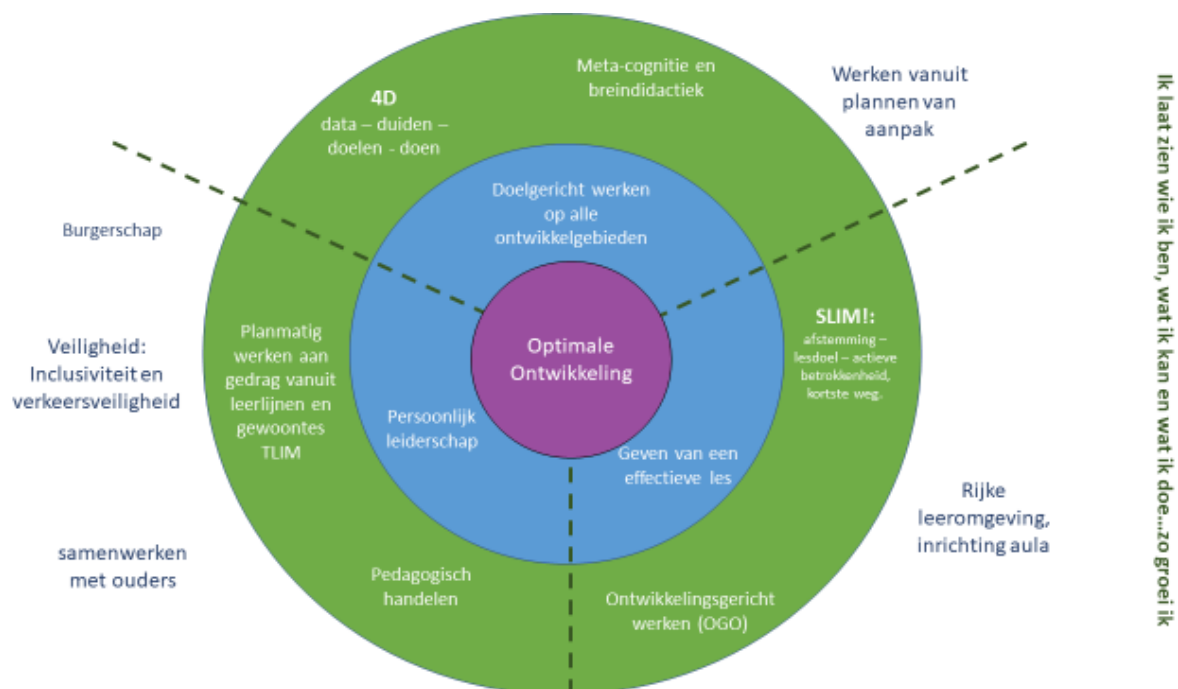 Meta-cognitie en
breindidactiek
4D
data – duiden –
doelen - doen
Werken vanuit
plannen van
aanpak
Doelgericht werken
op alle
ontwikkelgebieden
Burgerschap
Veiligheid:
Inclusiviteit en
verkeersveiligheid
Planmatig
werken aan
gedrag vanuit
leerlijnen en
gewoontes
TLIM
Optimale
Ontwikkeling
SLIM!:
afstemming –
lesdoel – actieve
betrokkenheid,
kortste weg.
Persoonlijk
leiderschap
Geven van een
effectieve les
Rijke
leeromgeving,
inrichting aula
samenwerken
met ouders
Pedagogisch
handelen
Ontwikkelingsgericht
werken (OGO)
Ik laat zien wie ik ben, wat ik kan en wat ik doe...zo groei ik